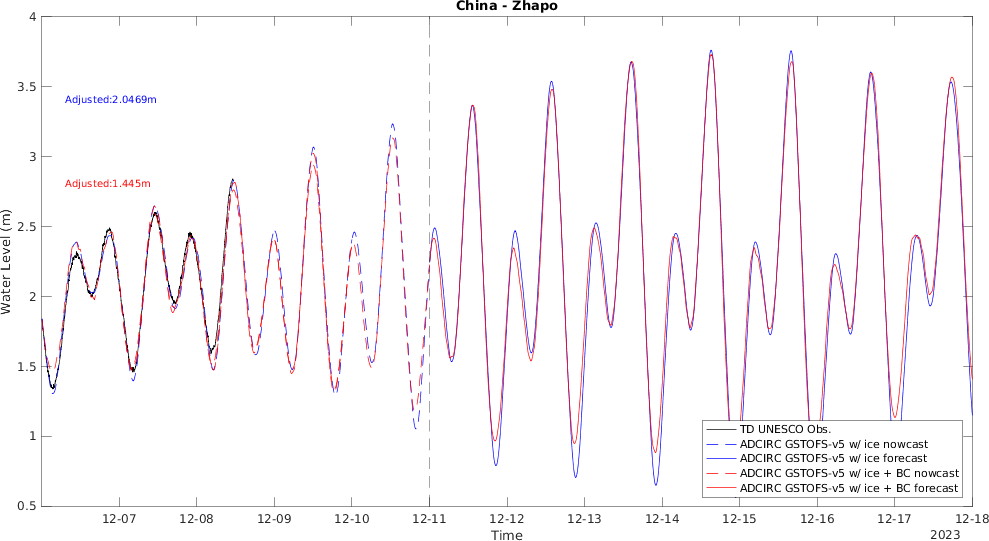 China - Zhapo
4
3.5
3
2.5
2
1.5
1
0.5
Water Level (m)
Adjusted:2.0469m
Adjusted:1.445m
TD UNESCO Obs.
ADCIRC GSTOFS-v5 w/ ice nowcast
ADCIRC GSTOFS-v5 w/ ice forecast
ADCIRC GSTOFS-v5 w/ ice + BC nowcast
ADCIRC GSTOFS-v5 w/ ice + BC forecast
12-07 12-08 12-09 12-10 12-11 12-12 12-13 12-14 12-15 12-16 12-17 12-18
Time
2023